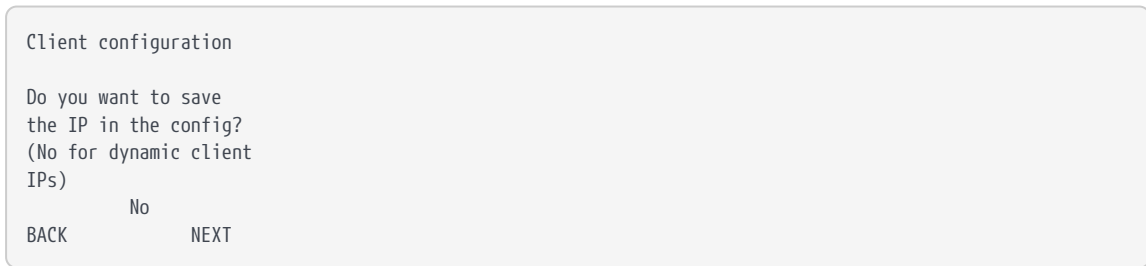 Client configuration
Do you want to save
the IP in the config?
(No for dynamic client
IPs)
No
BACK NEXT